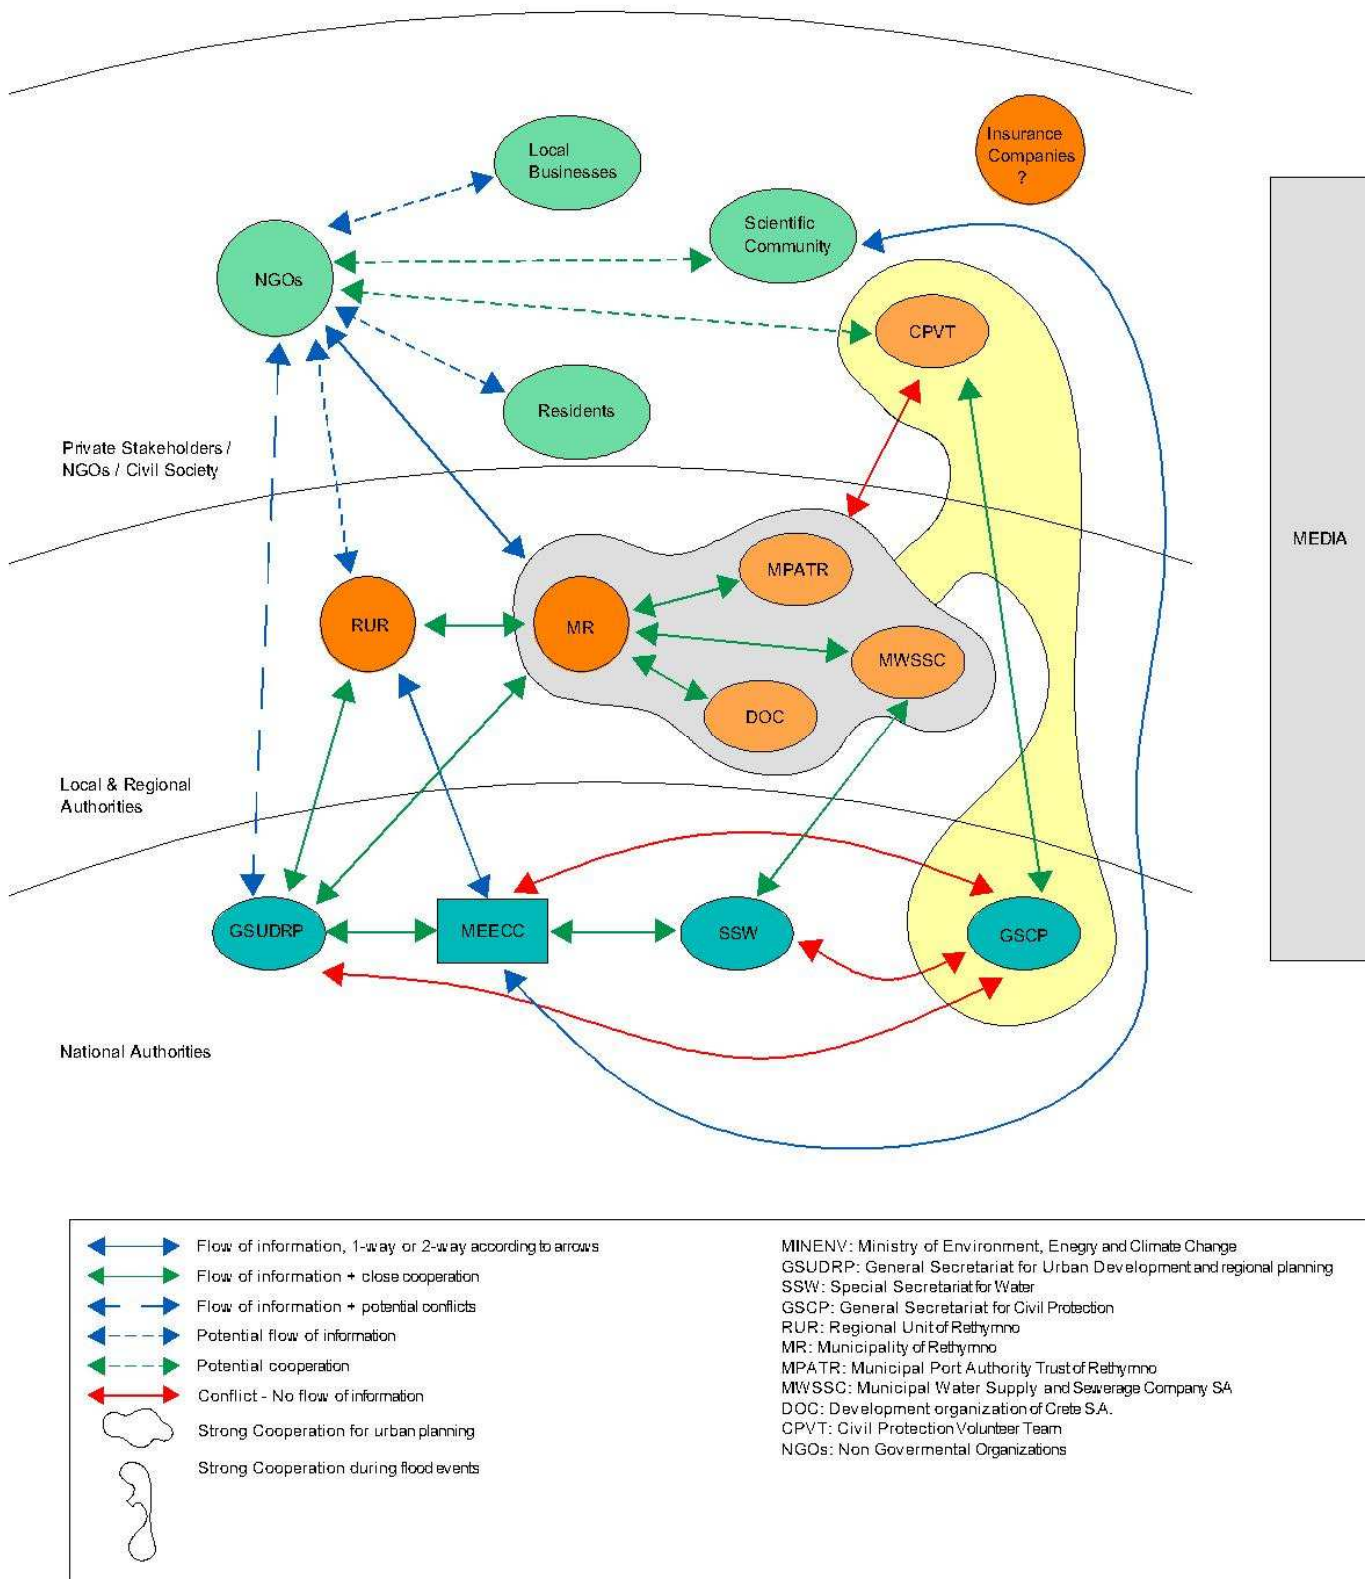 Insurance
Companies
?
Local
Businesses
Scientific
Community
NGOs
CPVT
Residents
Private Stakeholders /
NGOs / Civil Society
MEDIA
MPATR
RUR
MR
MWSSC
DOC
Local & Regional
Authorities
GSUDRP
MEECC
SSW
GSCP
National Authorities
Flow of information, 1-way or 2-way according to arrows
Flow of information + close cooperation
Flow of information + potential conflicts
Potential flow of information
Potential cooperation
Conflict - No flow of information
Strong Cooperation for urban planning
Strong Cooperation during flood events
MINENV: Ministry of Environment, Enegry and Climate Change
GSUDRP: General Secretariat for Urban Development and regional planning
SSW: Special Secretariat for Water
GSCP: General Secretariat for Civil Protection
RUR: Regional Unit of Rethymno
MR: Municipality of Rethymno
MPATR: Municipal Port Authority Trust of Rethymno
MWSSC: Municipal Water Supply and Sewerage Company SA
DOC: Development organization of Crete S.A.
CPVT: Civil Protection Volunteer Team
NGOs: Non Govermental Organizations